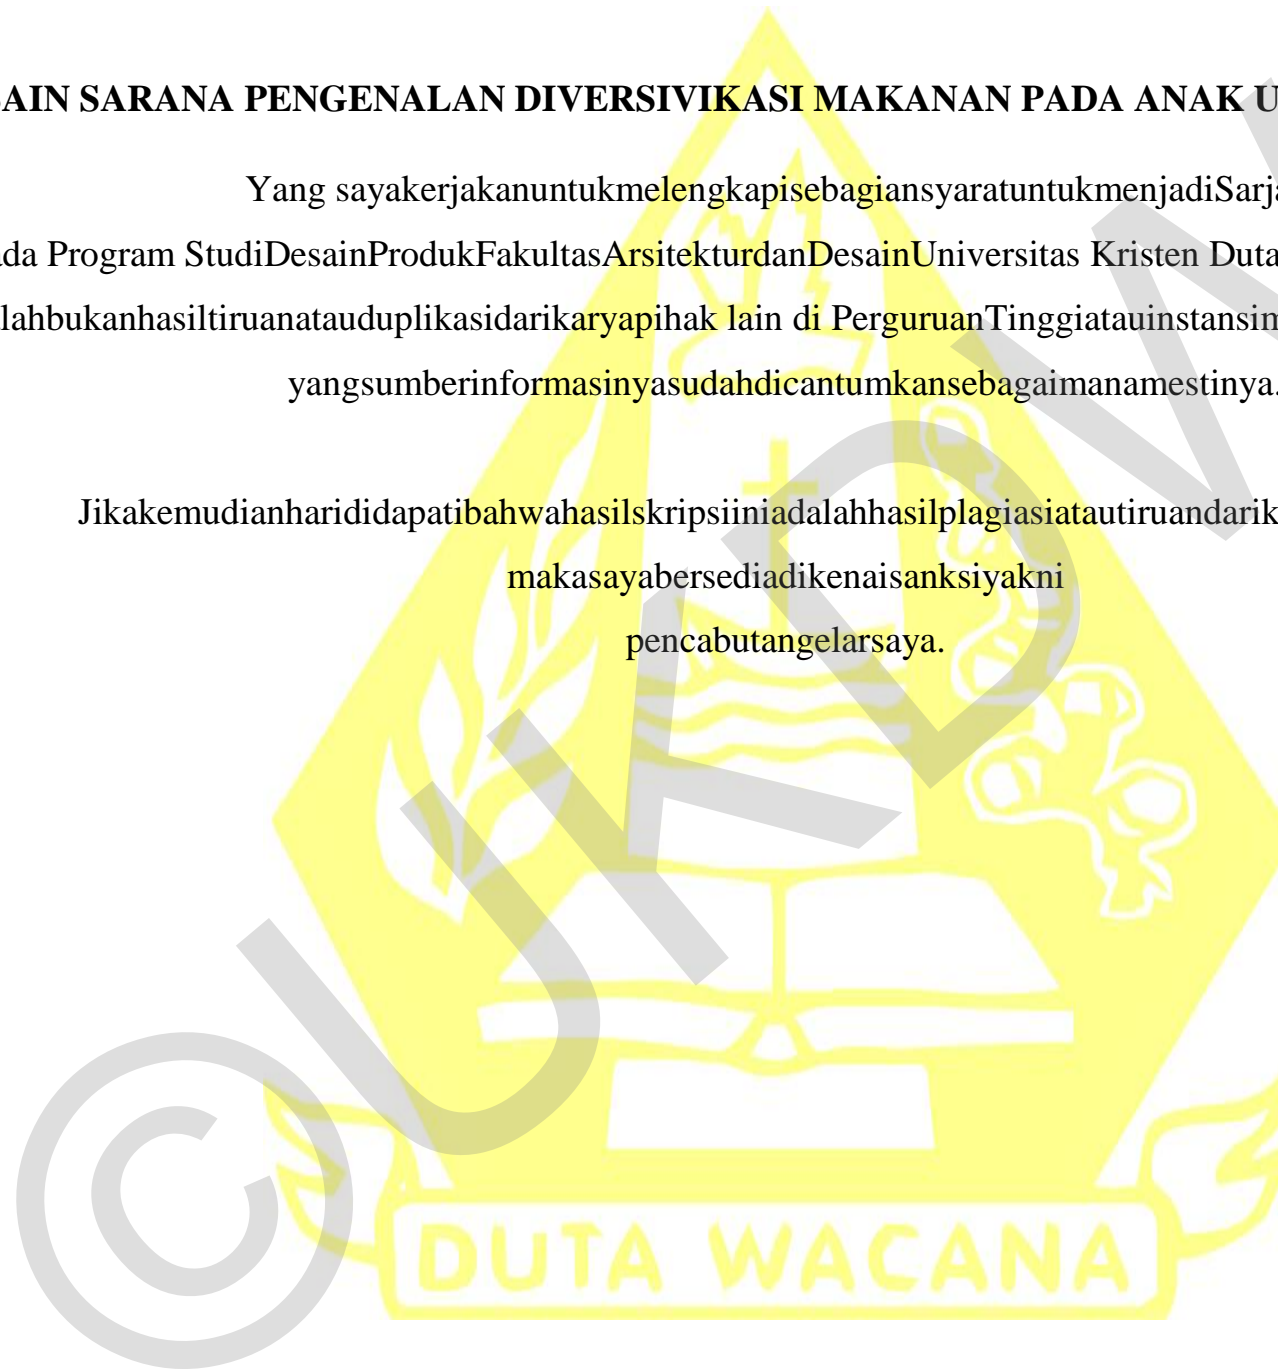 AIN SARANA PENGENALAN DIVERSIVIKASI MAKANAN PADA ANAK U
Yang sayakerjakanuntukmelengkapisebagiansyaratuntukmenjadiSarj
da Program StudiDesainProdukFakultasArsitekturdanDesainUniversitas Kristen Duta
lahbukanhasiltiruanatauduplikasidarikaryapihak lain di PerguruanTinggiatauinstansim
yangsumberinformasinyasudahdicantumkansebagaimanamestinya.
Jikakemudianharididapatibahwahasilskripsiiniadalahhasilplagiasiatautiruandarik
makasayabersediadikenaisanksiyakni
pencabutangelarsaya.
©UKDW
DUTA WACANA